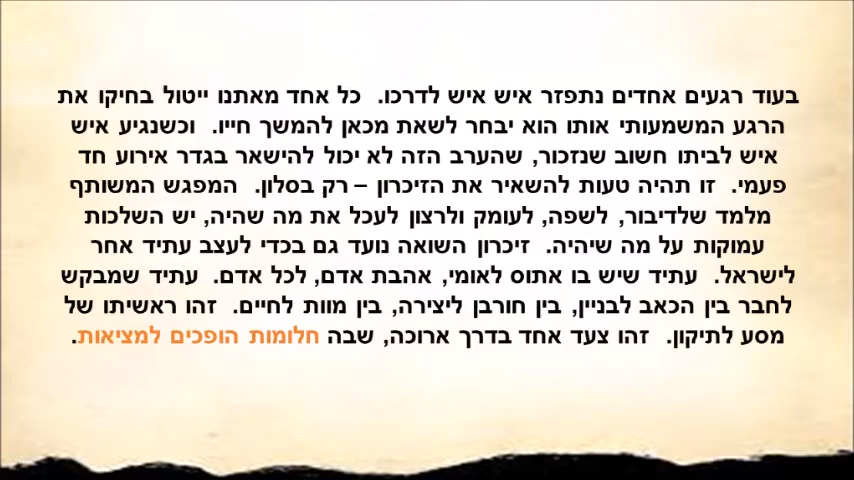 בעוד רגעים אחדים נתפזר איש איש לדרכו.  כל אחד מאתנו ייטול בחיקו את
הרגע המשמעותי אותו הוא יבחר לשאת מכאן להמשך חייו.  וכשנגיע איש
איש לביתו חשוב שנזכור, שהערב הזה לא יכול להישאר בגדר אירוע חד
פעמי.  זו תהיה טעות להשאיר את הזיכרון – רק בסלון.  המפגש המשותף
מלמד שלדיבור, לשפה, לעומק ולרצון לעכל את מה שהיה, יש השלכות
עמוקות על מה שיהיה.  זיכרון השואה נועד גם בכדי לעצב עתיד אחר
לישראל.  עתיד שיש בו אתוס לאומי, אהבת אדם, לכל אדם.  עתיד שמבקש
לחבר בין הכאב לבניין, בין חורבן ליצירה, בין מוות לחיים.  זהו ראשיתו של
מסע לתיקון.  זהו צעד אחד בדרך ארוכה, שבה חלומות הופכים למציאות.